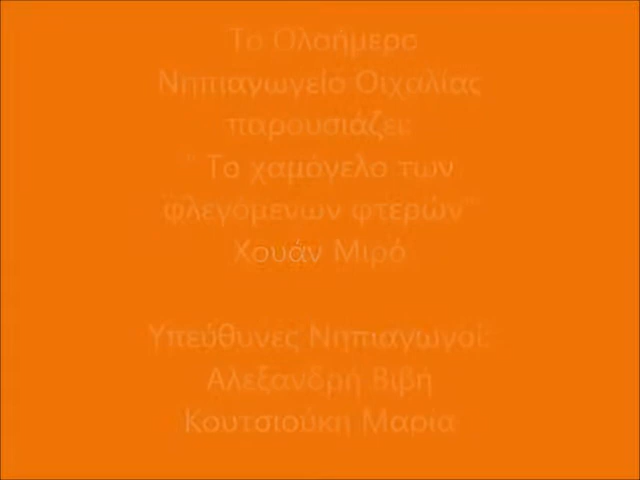 Το Ολοήμερο
Νηπιαγωγείο Οιχαλίας
παρουσιάζει:
" Το χαμόγελο των
φλεγόμενων φτερών"
Χουάν Μιρό
Υπεύθυνες Νηπιαγωγοί:
Αλεξανδρή Βιβή
Κουτσιούκη Μαρία